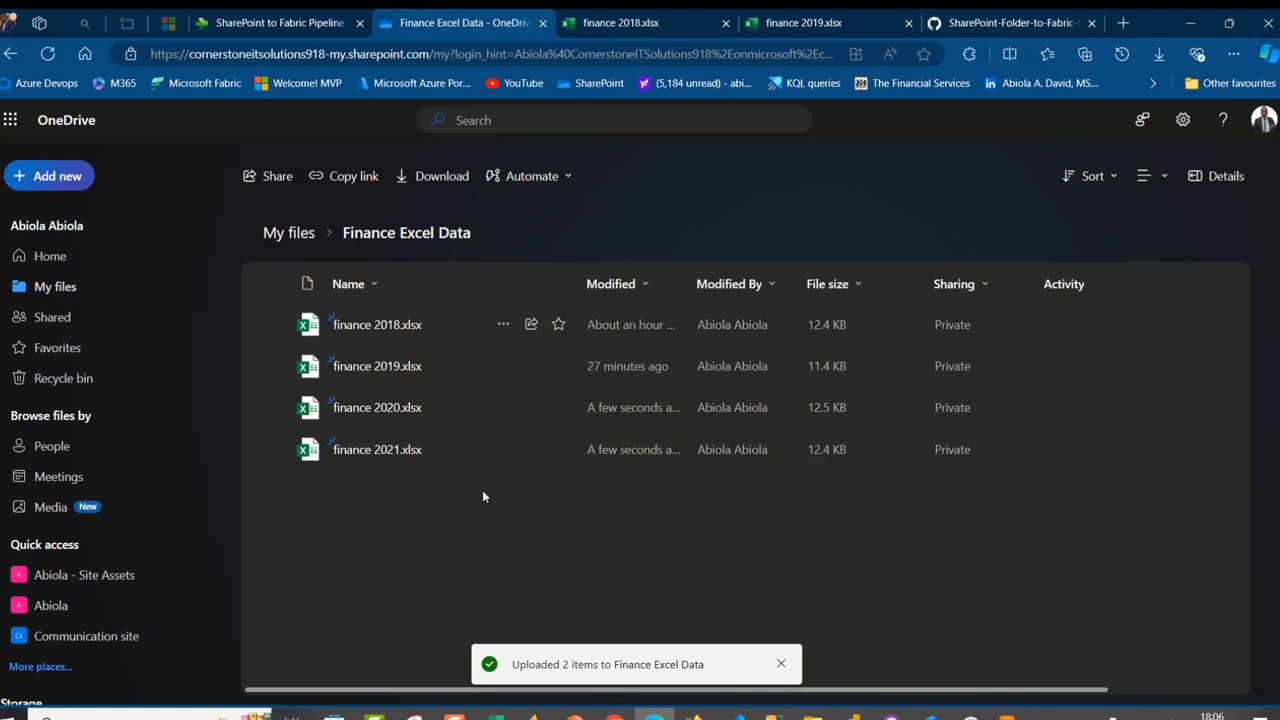 SharePoint to Fabric Pipeline
Finance Excel Data - OneDriv
finance 2018.xlsx
finance 2019.xlsx
SharePoint-Folder-to-Fabric-
https://cornerstoneitsolutions918-my.sharepoint.com/my?login_hint=Abiola%40CornerstoneITSolutions918%2Eonmicrosoft%2Ec...
Azure Devops
M365
Microsoft Fabric
Welcome! MVP
Microsoft Azure Por...
YouTube
SharePoint
(5,184 unread) - abi...
KQL queries
The Financial Services
Abiola A. David, MS...
Other favourites
OneDrive
Search
Add new
Share
Copy link
Download
Automate
Sort
Details
Abiola Abiola
Home
My files
Shared
Favorites
Recycle bin
Browse files by
People
Meetings
Media New
Quick access
Abiola - Site Assets
Abiola
Communication site
More places...
Storage
My files > Finance Excel Data
Name Modified Modified By File size Sharing Activity
finance 2018.xlsx About an hour ... Abiola Abiola 12.4 KB Private
finance 2019.xlsx 27 minutes ago Abiola Abiola 11.4 KB Private
finance 2020.xlsx A few seconds a... Abiola Abiola 12.5 KB Private
finance 2021.xlsx A few seconds a... Abiola Abiola 12.4 KB Private
Uploaded 2 items to Finance Excel Data
18:06